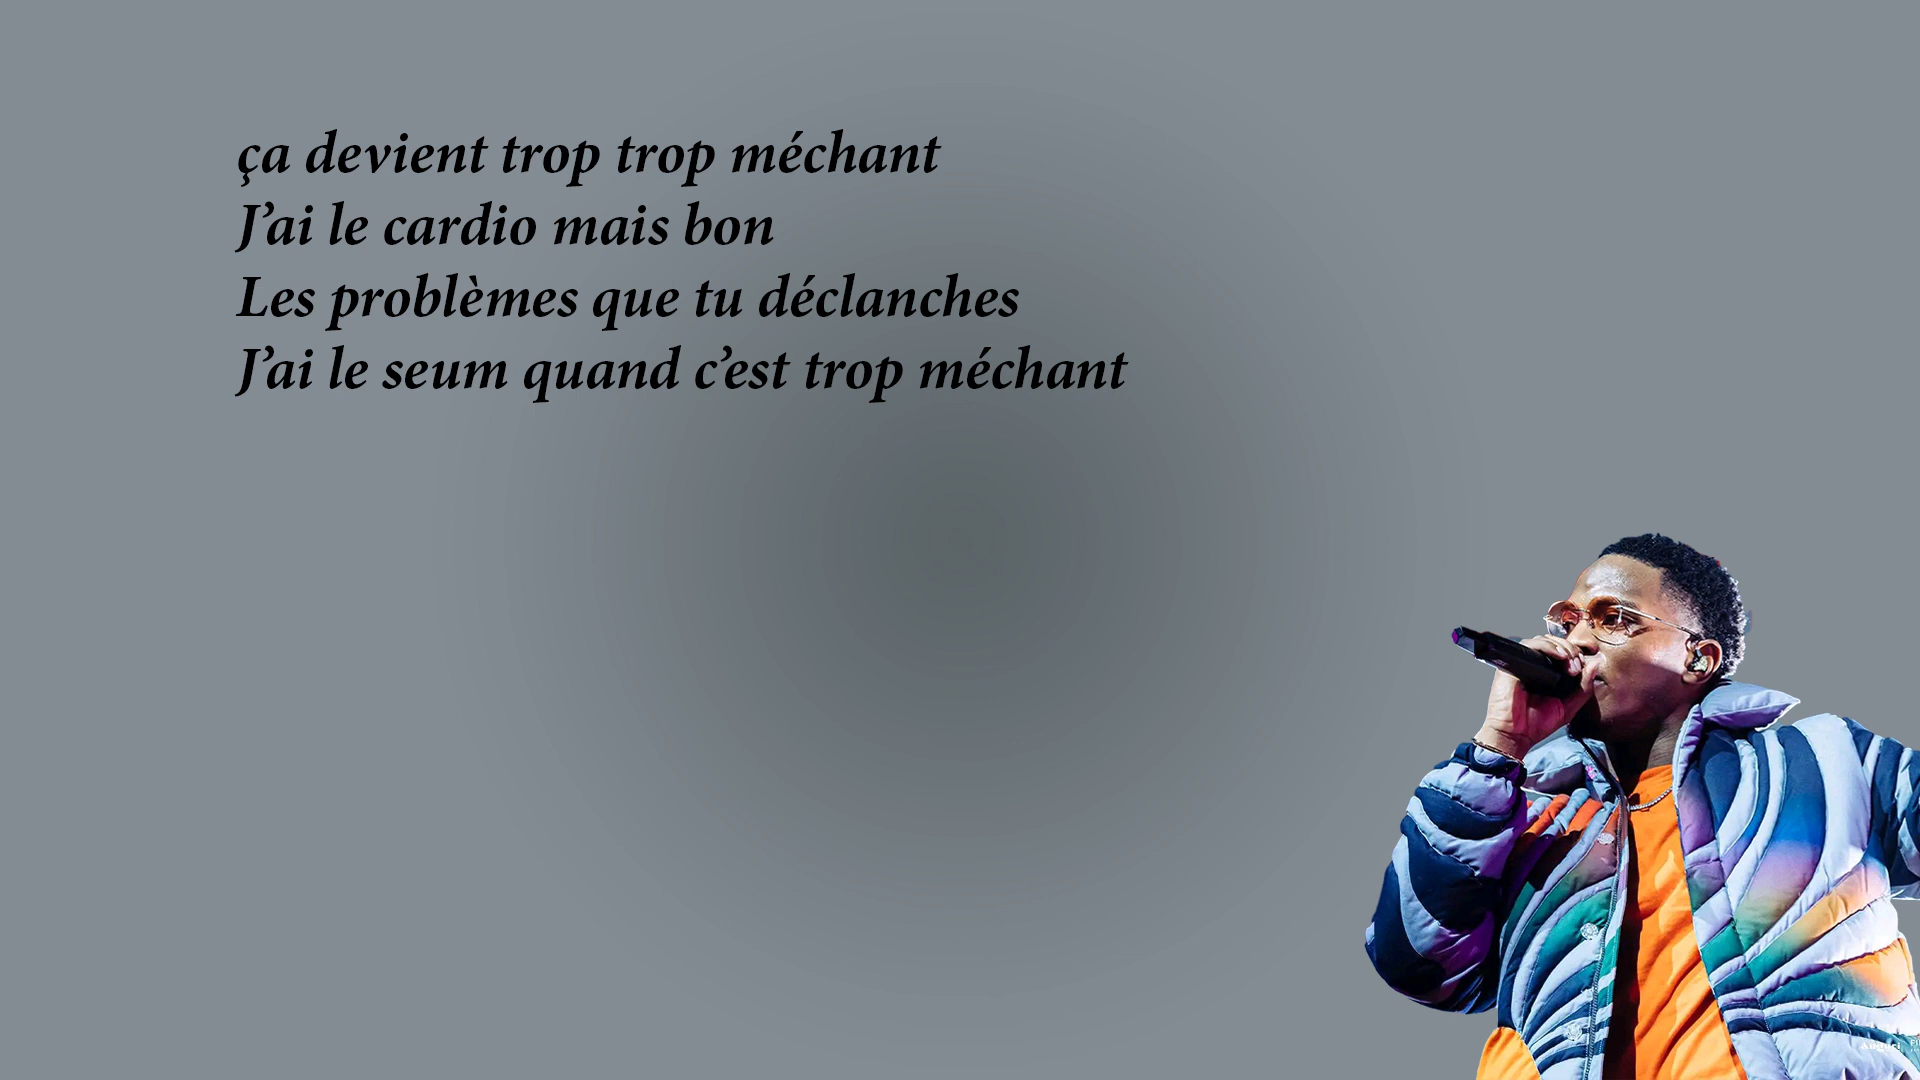 ça devient trop trop méchant
J’ai le cardio mais bon
Les problèmes que tu déclanches
J’ai le seum quand c’est trop méchant